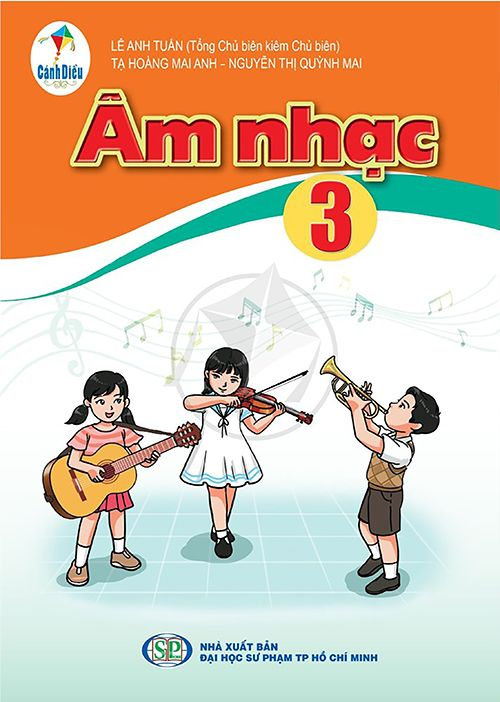 Cánh Diều
LÊ ANH TUẤN (Tổng Chủ biên kiêm Chủ biên)
TẠ HOÀNG MAI ANH – NGUYỄN THỊ QUỲNH MAI
Âm nhạc
3
SP
NHÀ XUẤT BẢN
ĐẠI HỌC SƯ PHẠM TP HỒ CHÍ MINH